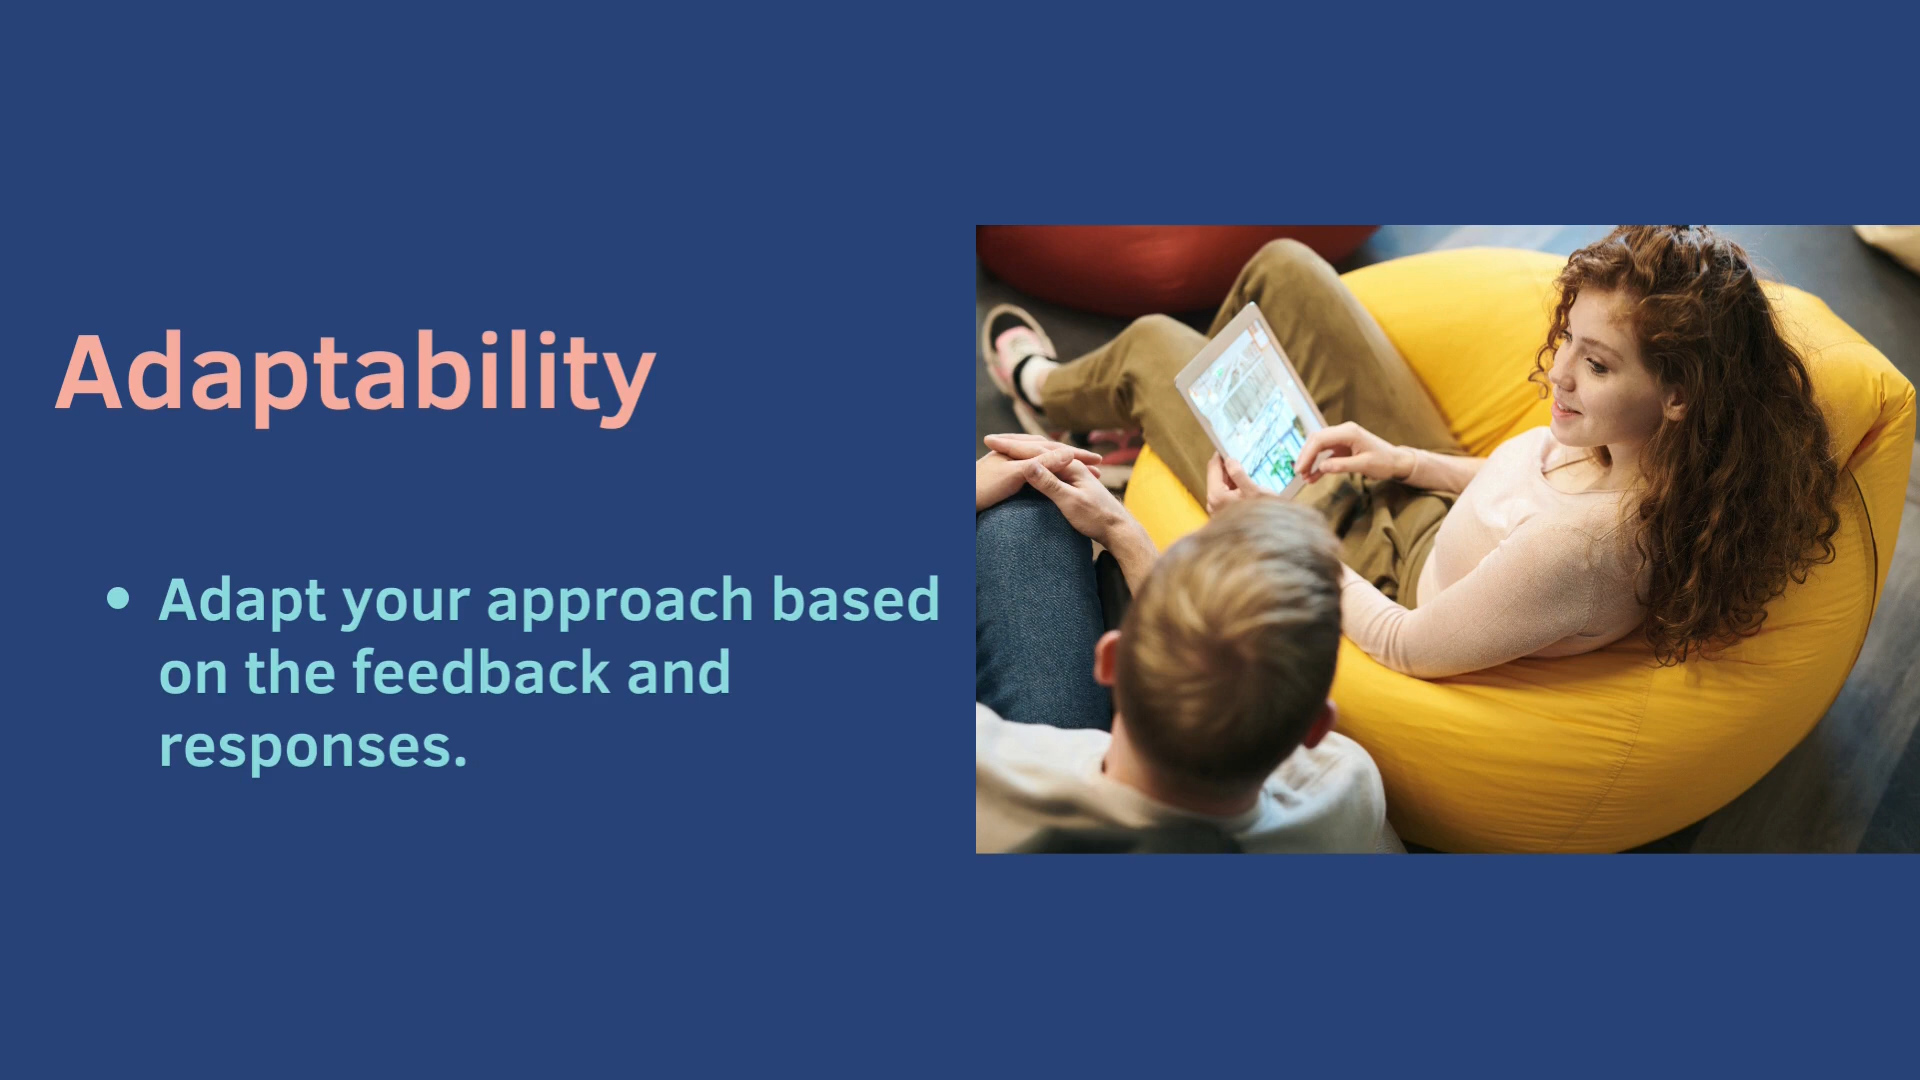 Adaptability
• Adapt your approach based
on the feedback and
responses.